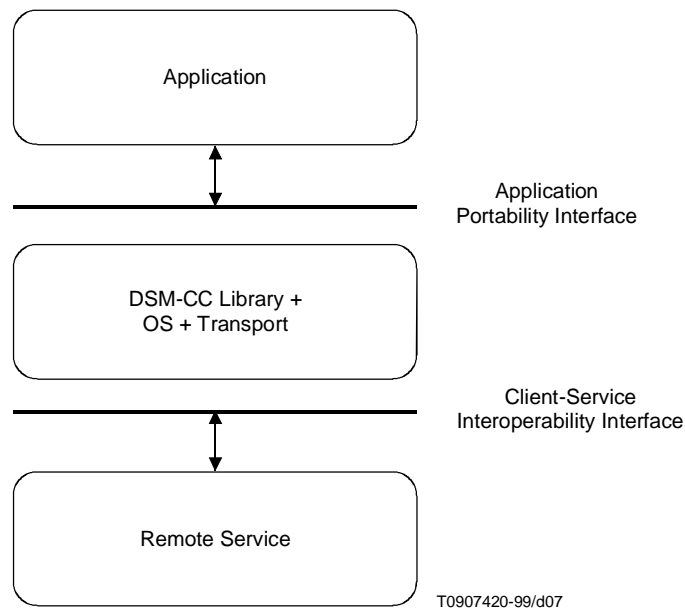 Application
Application
Portability Interface
DSM-CC Library +
OS + Transport
Client-Service
Interoperability Interface
Remote Service
T0907420-99/d07